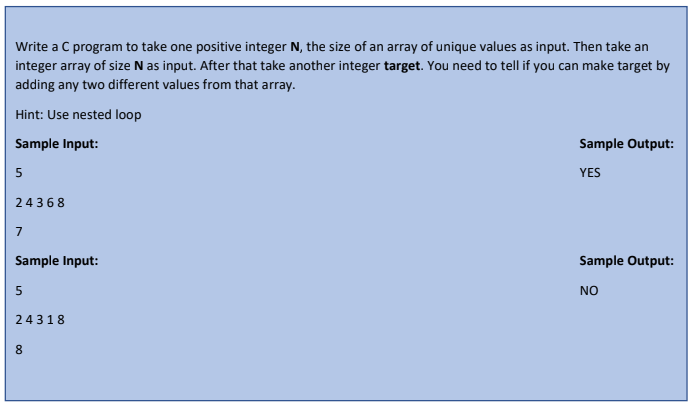 Write a C program to take one positive integer N, the size of an array of unique values as input. Then take an
integer array of size N as input. After that take another integer target. You need to tell if you can make target by
adding any two different values from that array.
Hint: Use nested loop
Sample Input: Sample Output:
5 YES
2 4 3 6 8
7
Sample Input: Sample Output:
5 NO
2 4 3 1 8
8